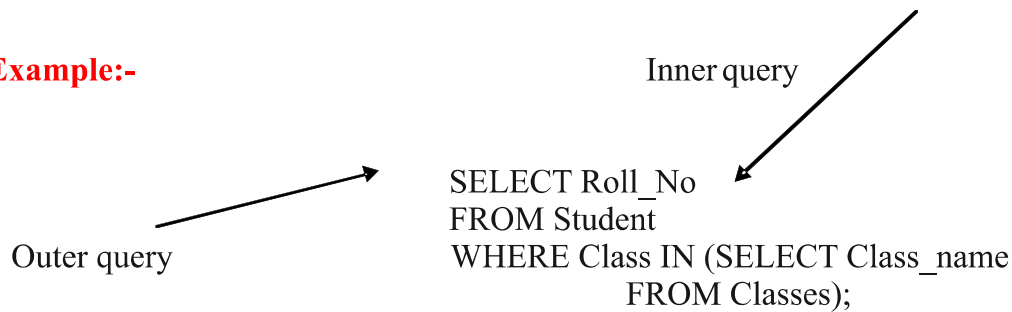 Example:-
Inner query
SELECT Roll_No
FROM Student
Outer query
WHERE Class IN (SELECT Class_name
FROM Classes);